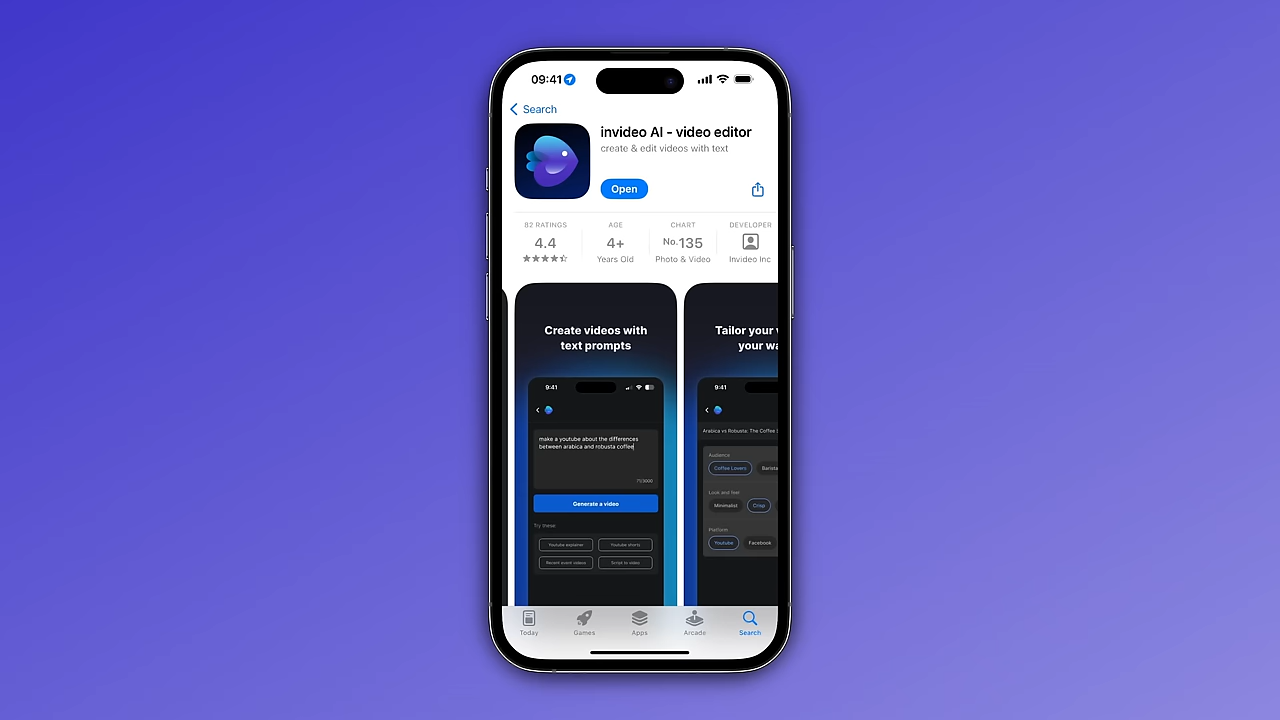 09:41
Search
invideo AI - video editor
create & edit videos with text
Open
82 RATINGS
4.4
AGE
4+
Years Old
CHART
No.135
Photo & Video
DEVELOPER
Invideo Inc
Create videos with
text prompts
9:41
make a youtube about the differences
between arabica and robusta coffee
71/3000
Generate a video
Try these:
Youtube explainer
Youtube shorts
Recent event videos
Script to video
Tailor your
your wa
9:41
Arabica vs Robusta: The Coffee
Audience
Coffee Lovers
Barista
Look and feel
Minimalist
Crisp
Platform
Youtube
Facebook
Today
Games
Apps
Arcade
Search